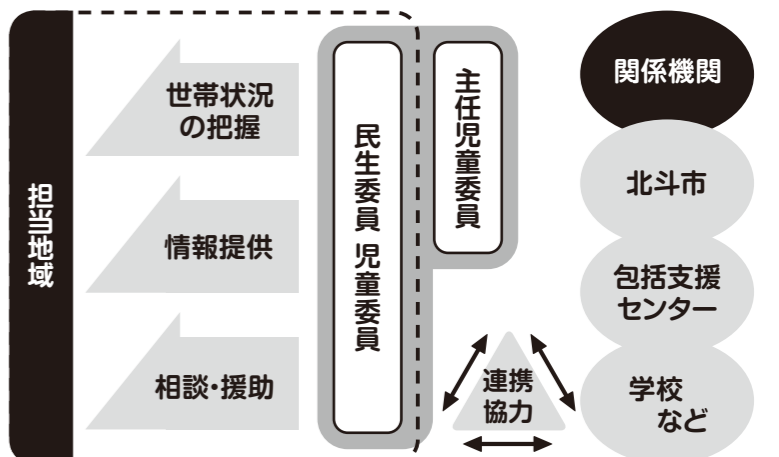 担当地域
世帯状況
の把握
情報提供
相談・援助
民生委員 児童委員
主任児童委員
連携
協力
関係機関
北斗市
包括支援
センター
学校
など